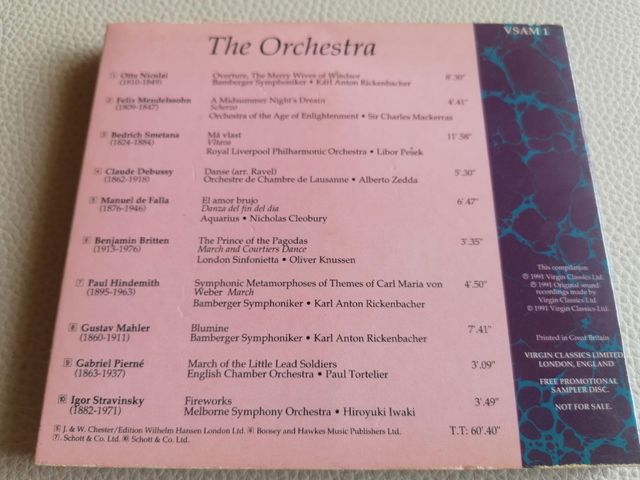 The Orchestra
VSAM 1
1 Otto Nicolai Overture, The Merry Wives of Windsor 8'.30"
(1810-1849) Bamberger Symphoniker • Karl Anton Rickenbacher
2 Felix Mendelssohn A Midsummer Night's Dream 4'.41"
(1809-1847) Scherzo
Orchestra of the Age of Enlightenment • Sir Charles Mackerras
3 Bedrich Smetana Má vlast 11'.58"
(1824-1884) Vltava
Royal Liverpool Philharmonic Orchestra • Libor Pešek
4 Claude Debussy Danse (arr. Ravel) 5'.30"
(1862-1918) Orchestre de Chambre de Lausanne • Alberto Zedda
5 Manuel de Falla El amor brujo 6'.47"
(1876-1946) Danza del fin del dia
Aquarius • Nicholas Cleobury
6 Benjamin Britten The Prince of the Pagodas 3'.35"
(1913-1976) March and Courtiers Dance
London Sinfonietta • Oliver Knussen
7 Paul Hindemith Symphonic Metamorphoses of Themes of Carl Maria von 4'.50"
(1895-1963) Weber March
Bamberger Symphoniker • Karl Anton Rickenbacher
8 Gustav Mahler Blumine 7'.41"
(1860-1911) Bamberger Symphoniker • Karl Anton Rickenbacher
9 Gabriel Pierné March of the Little Lead Soldiers 3'.09"
(1863-1937) English Chamber Orchestra • Paul Tortelier
10 Igor Stravinsky Fireworks 3'.49"
(1882-1971) Melborne Symphony Orchestra • Hiroyuki Iwaki
5 J. & W. Chester/Edition Wilhelm Hansen London Ltd. 6 Boosey and Hawkes Music Publishers Ltd. T.T: 60'.40"
7. Schott & Co. Ltd. Schott & Co. Ltd.
This compilation
℗ 1991 Virgin Classics Ltd.
℗ 1991 Original sound
recordings made by
Virgin Classics Ltd
© 1991 Virgin Classics Ltd.
Printed in Great Britain
VIRGIN CLASSICS LIMITED
LONDON, ENGLAND
FREE PROMOTIONAL
SAMPLER DISC.
NOT FOR SALE.